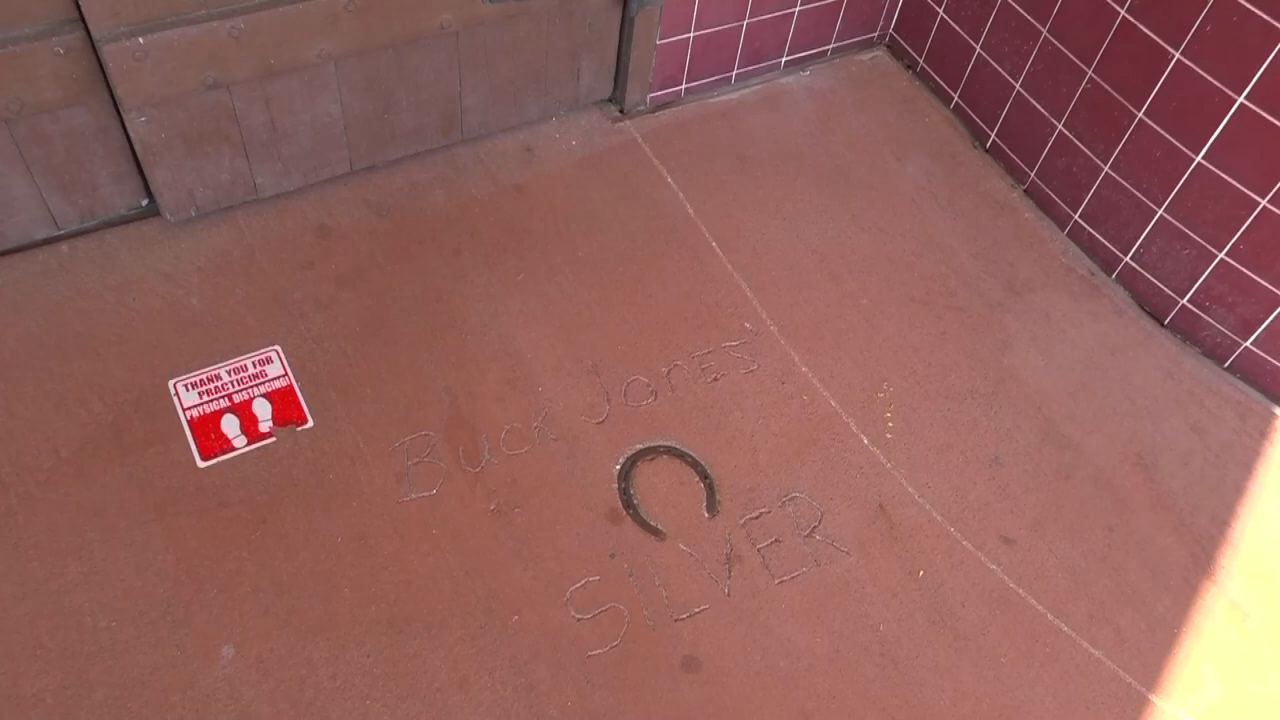 THANK YOU FOR
PRACTICING
PHYSICAL DISTANCING!
Buck Jones'
SILVER